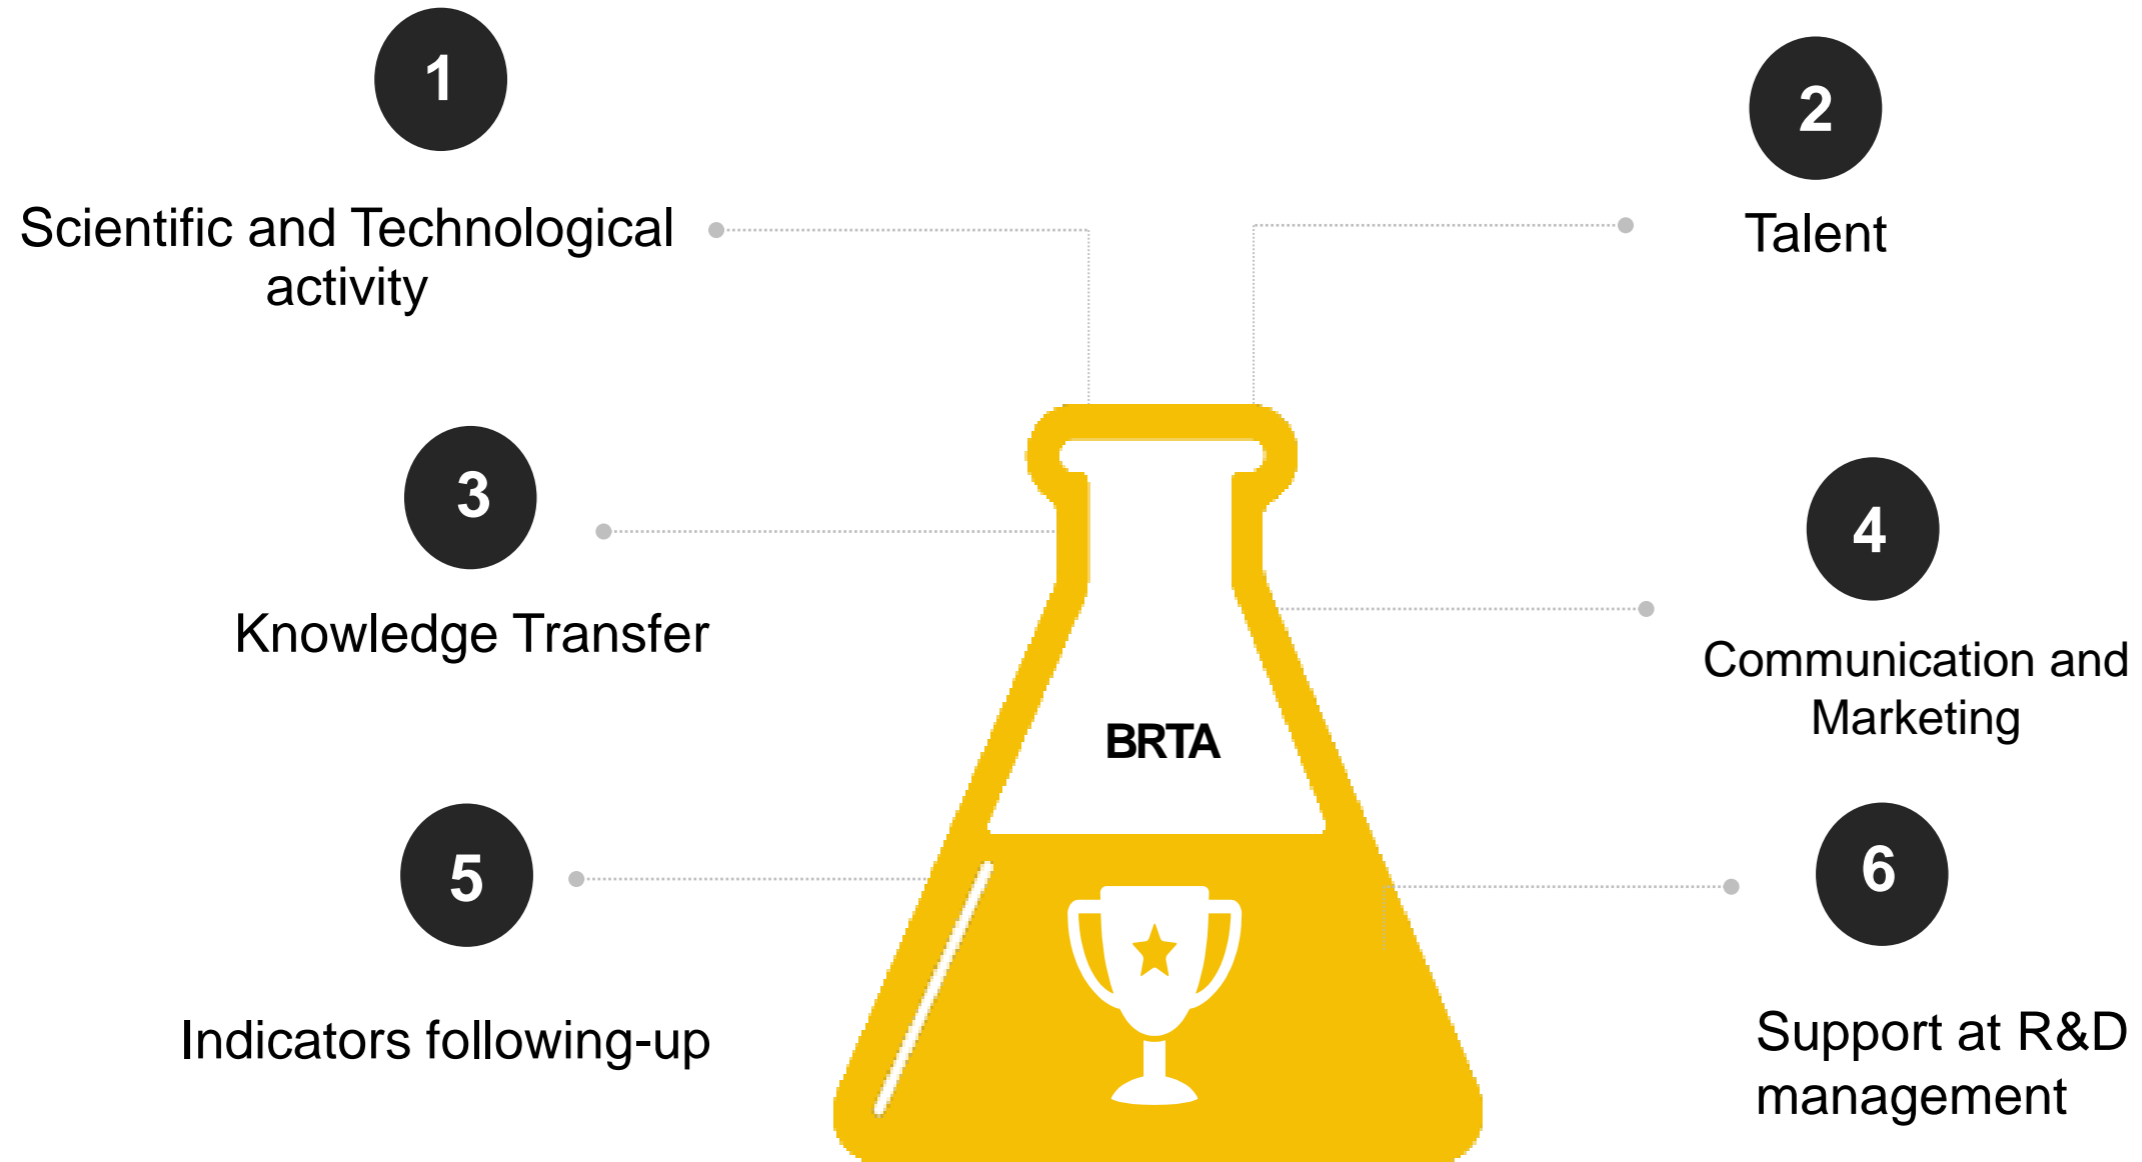 1
Scientific and Technological
activity
2
Talent
3
Knowledge Transfer
4
Communication and
Marketing
BRTA
5
Indicators following-up
6
Support at R&D
management